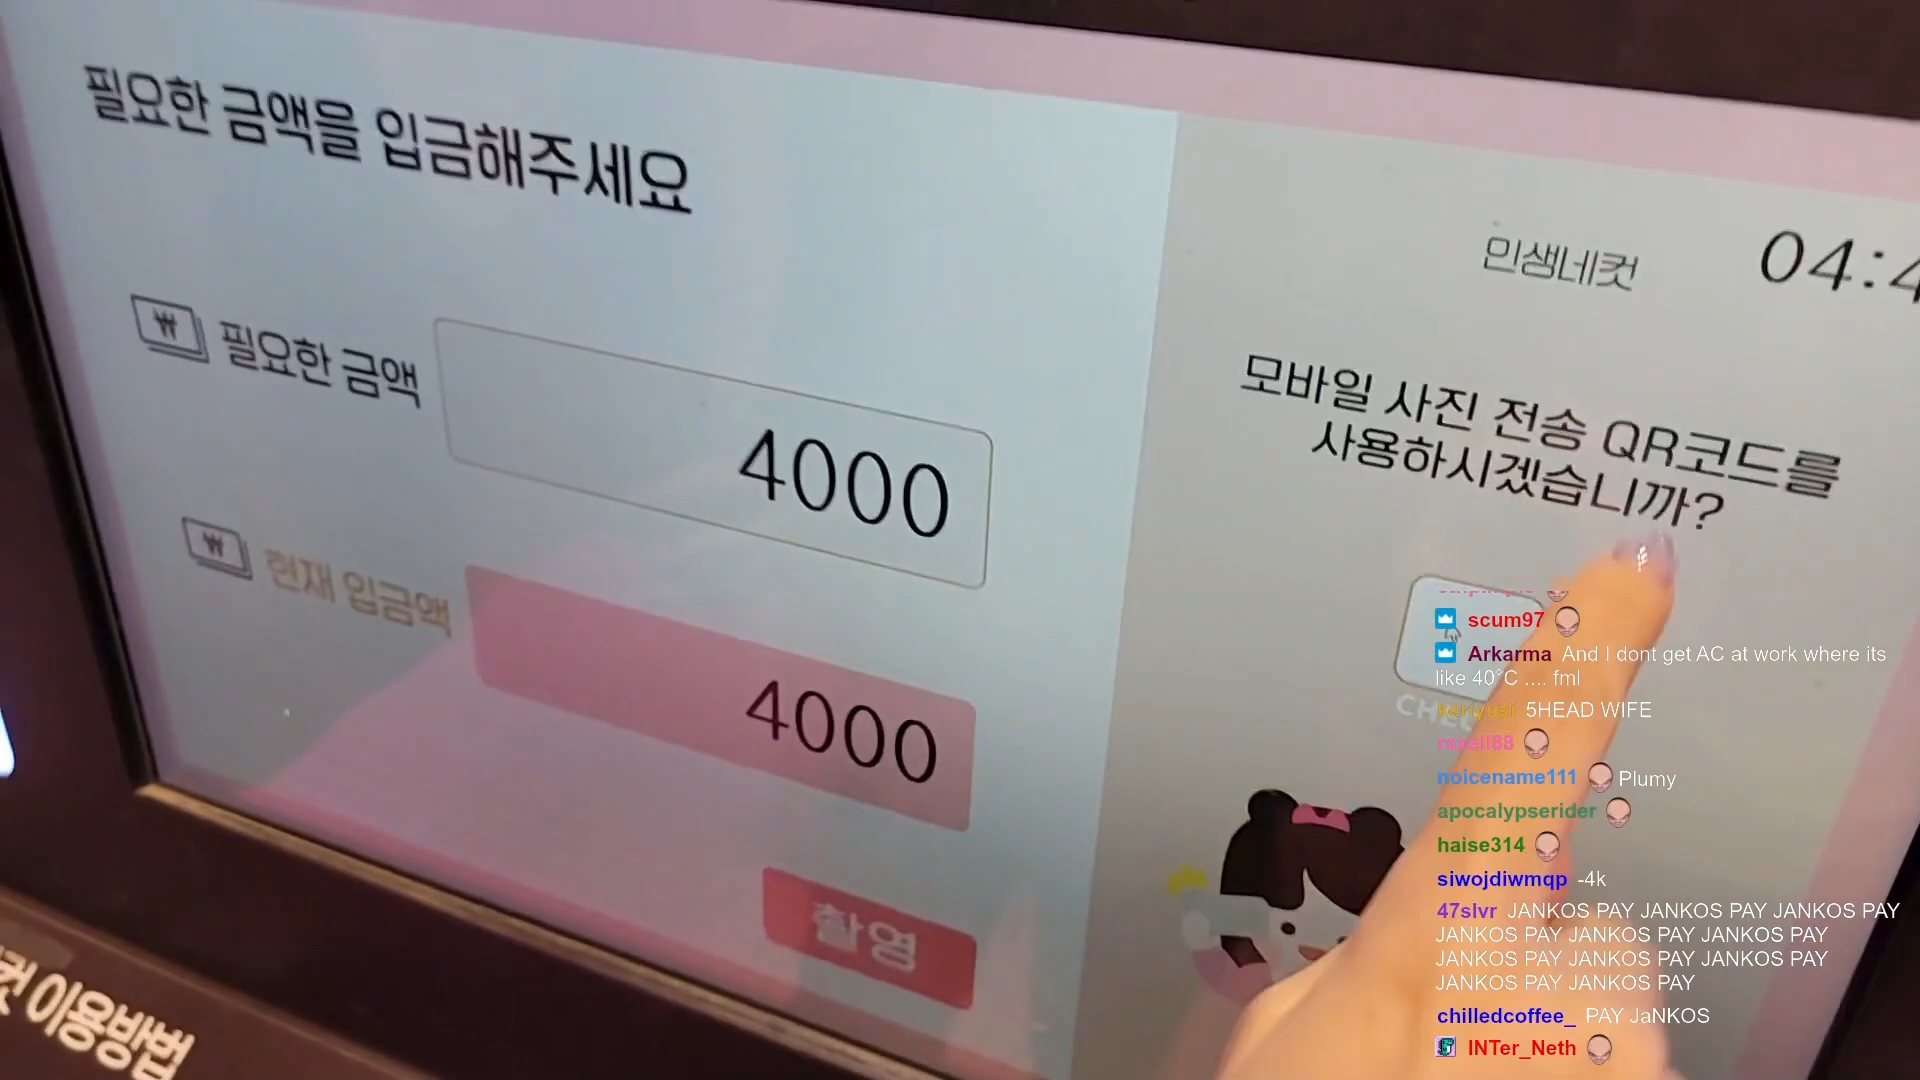 필요한 금액을 입금해주세요
인생네컷
04:4
필요한 금액
4000
모바일 사진 전송 QR코드를
사용하시겠습니까?
현재 입금액
4000
촬영
컷 이용방법
scum97
Arkarma And I dont get AC at work where its
like 40°C .... fml
5HEAD WIFE
noicename111 Plumy
apocalypserider
haise314
siwojdiwmqp -4k
47slvr JANKOS PAY JANKOS PAY JANKOS PAY
JANKOS PAY JANKOS PAY JANKOS PAY
JANKOS PAY JANKOS PAY JANKOS PAY
JANKOS PAY JANKOS PAY
chilledcoffee_ PAY JaNKOS
INTer_Neth